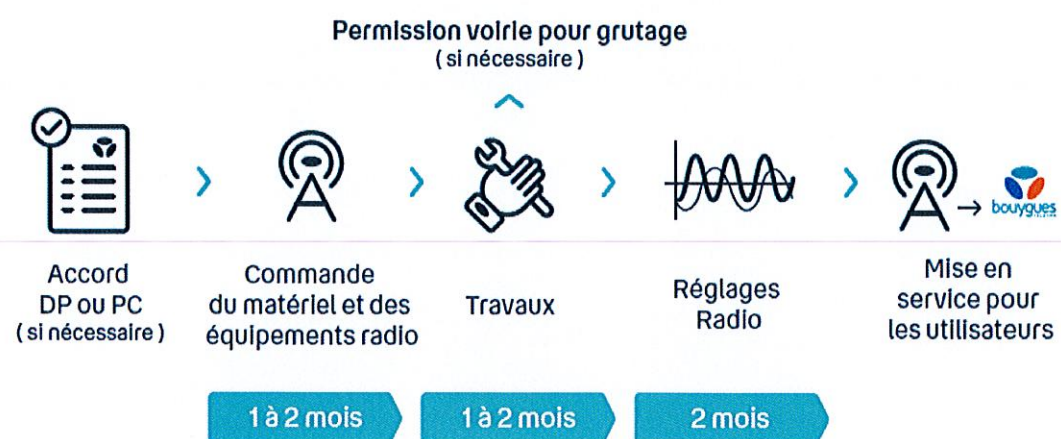 Permission voirie pour grutage
( si nécessaire )
bouygues
Accord
DP ou PC
( si nécessaire )
Commande
du matériel et des
équipements radio
Travaux
Réglages
Radio
Mise en
service pour
les utilisateurs
1 à 2 mois
1 à 2 mois
2 mois